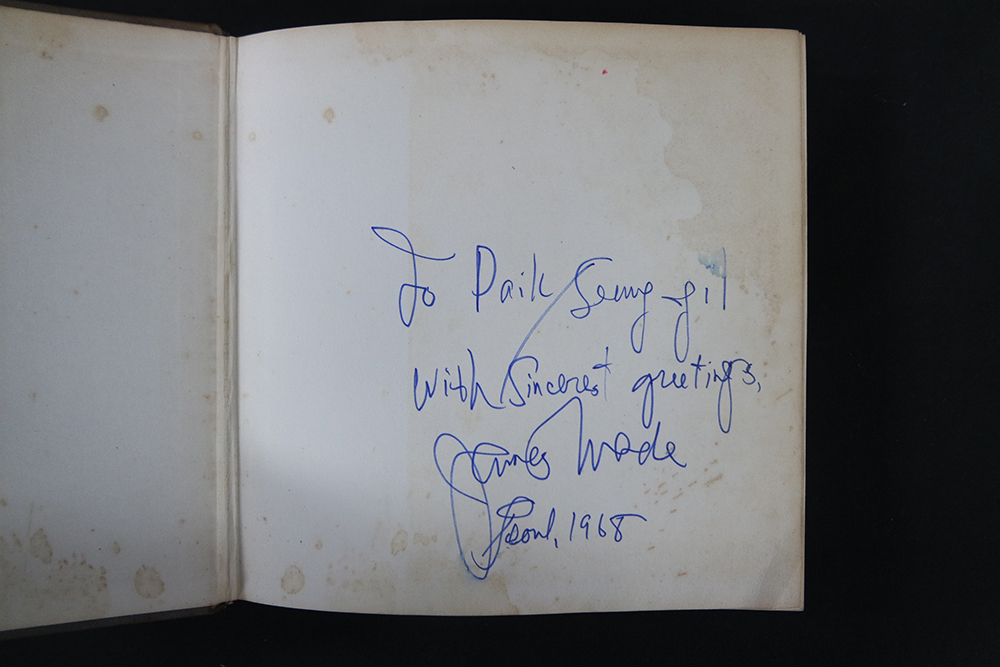 To Paik Seung-gil
with sincerest greetings,
James Wade
Seoul, 1968